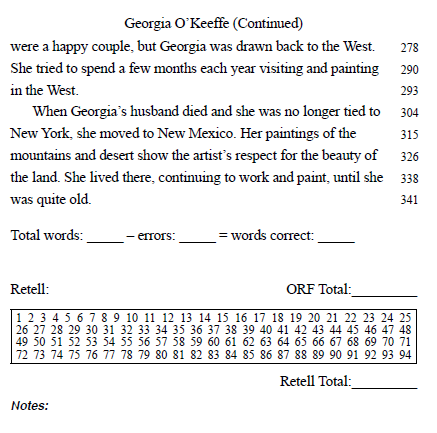 Georgia O'Keeffe (Continued)
were a happy couple, but Georgia was drawn back to the West. 278
She tried to spend a few months each year visiting and painting 290
in the West. 293
When Georgia's husband died and she was no longer tied to 304
New York, she moved to New Mexico. Her paintings of the 315
mountains and desert show the artist's respect for the beauty of 326
the land. She lived there, continuing to work and paint, until she 338
was quite old. 341
Total words: _____ – errors: _____ = words correct: _____
Retell: ORF Total:_________
1 2 3 4 5 6 7 8 9 10 11 12 13 14 15 16 17 18 19 20 21 22 23 24 25
26 27 28 29 30 31 32 33 34 35 36 37 38 39 40 41 42 43 44 45 46 47 48
49 50 51 52 53 54 55 56 57 58 59 60 61 62 63 64 65 66 67 68 69 70 71
72 73 74 75 76 77 78 79 80 81 82 83 84 85 86 87 88 89 90 91 92 93 94
Retell Total:_________
Notes: